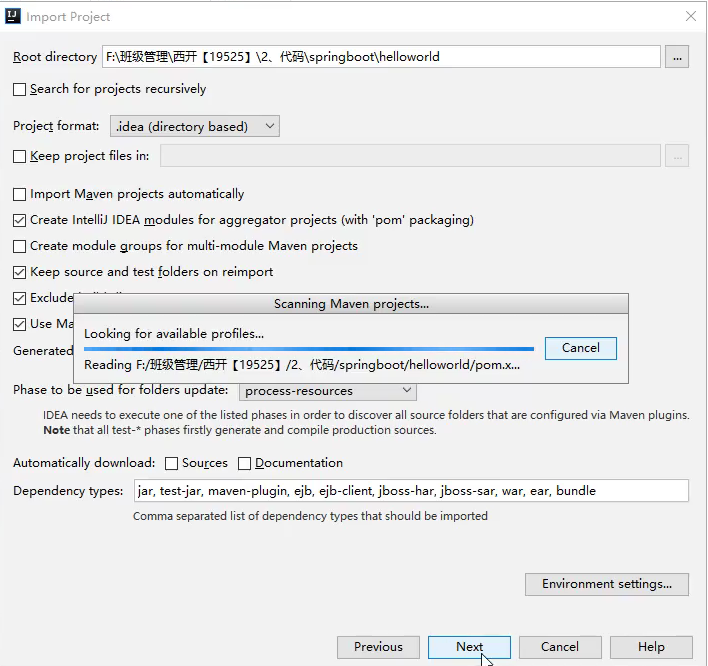 Import Project
Root directory F:\班级管理\西开【19525】\2、代码\springboot\helloworld ...
Search for projects recursively
Project format: .idea (directory based)
Keep project files in: ...
Import Maven projects automatically
Create IntelliJ IDEA modules for aggregator projects (with 'pom' packaging)
Create module groups for multi-module Maven projects
Keep source and test folders on reimport
Exclude
Scanning Maven projects...
Looking for available profiles...
Use Ma
Cancel
Generated
Reading F:/班级管理/西开【19525】/2、代码/springboot/helloworld/pom.x...
Phase to be used for folders update: process-resources
IDEA needs to execute one of the listed phases in order to discover all source folders that are configured via Maven plugins.
Note that all test-* phases firstly generate and compile production sources.
Automatically download: Sources Documentation
Dependency types: jar, test-jar, maven-plugin, ejb, ejb-client, jboss-har, jboss-sar, war, ear, bundle
Comma separated list of dependency types that should be imported
Environment settings...
Previous Next Cancel Help